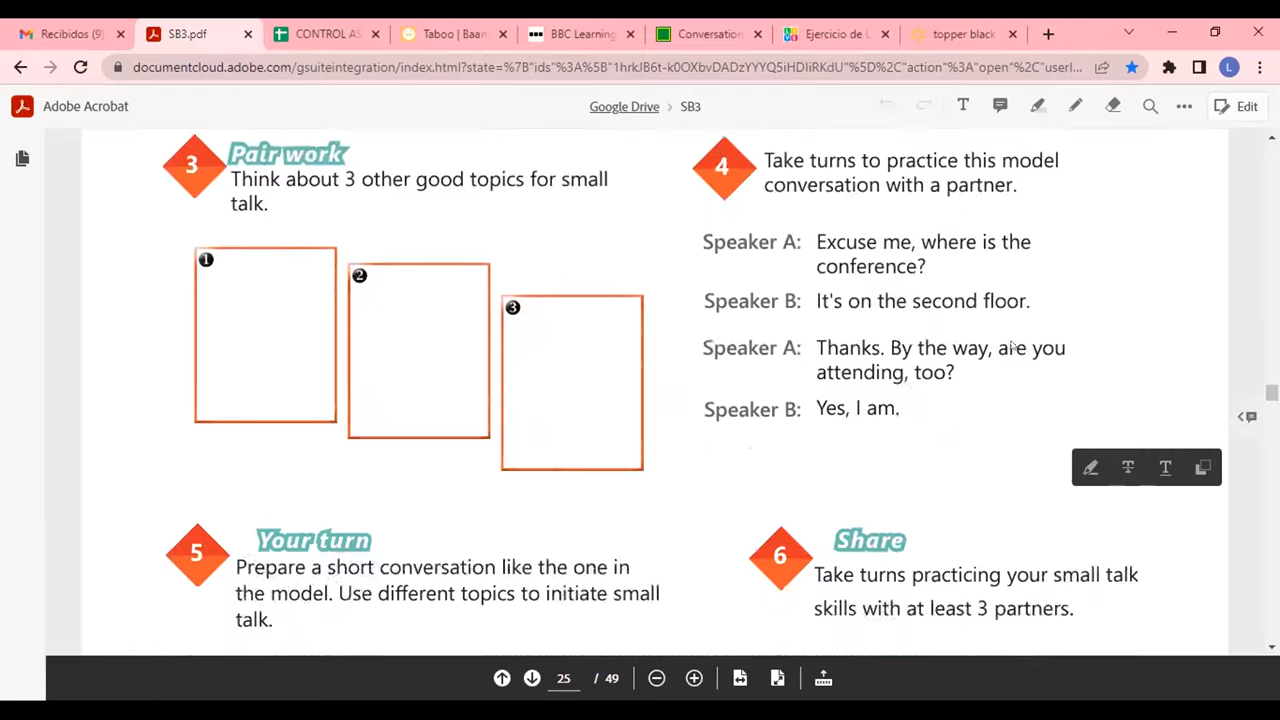 Recibidos (9)
SB3.pdf
CONTROL AS
Taboo | Baam
BBC Learning
Conversation
Ejercicio de L
topper black
documentcloud.adobe.com/gsuiteintegration/index.html?state=%7B"ids"%3A%5B"1hrkJB6t-k0OXbvDADzYYYQ5iHDIiRKdU"%5D%2C"action"%3A"open"%2C"userI...
L
Adobe Acrobat
Google Drive
SB3
T
Edit
3 Pair work
Think about 3 other good topics for small
talk.
1
2
3
4 Take turns to practice this model
conversation with a partner.
Speaker A: Excuse me, where is the
conference?
Speaker B: It's on the second floor.
Speaker A: Thanks. By the way, are you
attending, too?
Speaker B: Yes, I am.
5 Your turn
Prepare a short conversation like the one in
the model. Use different topics to initiate small
talk.
6 Share
Take turns practicing your small talk
skills with at least 3 partners.
25 / 49